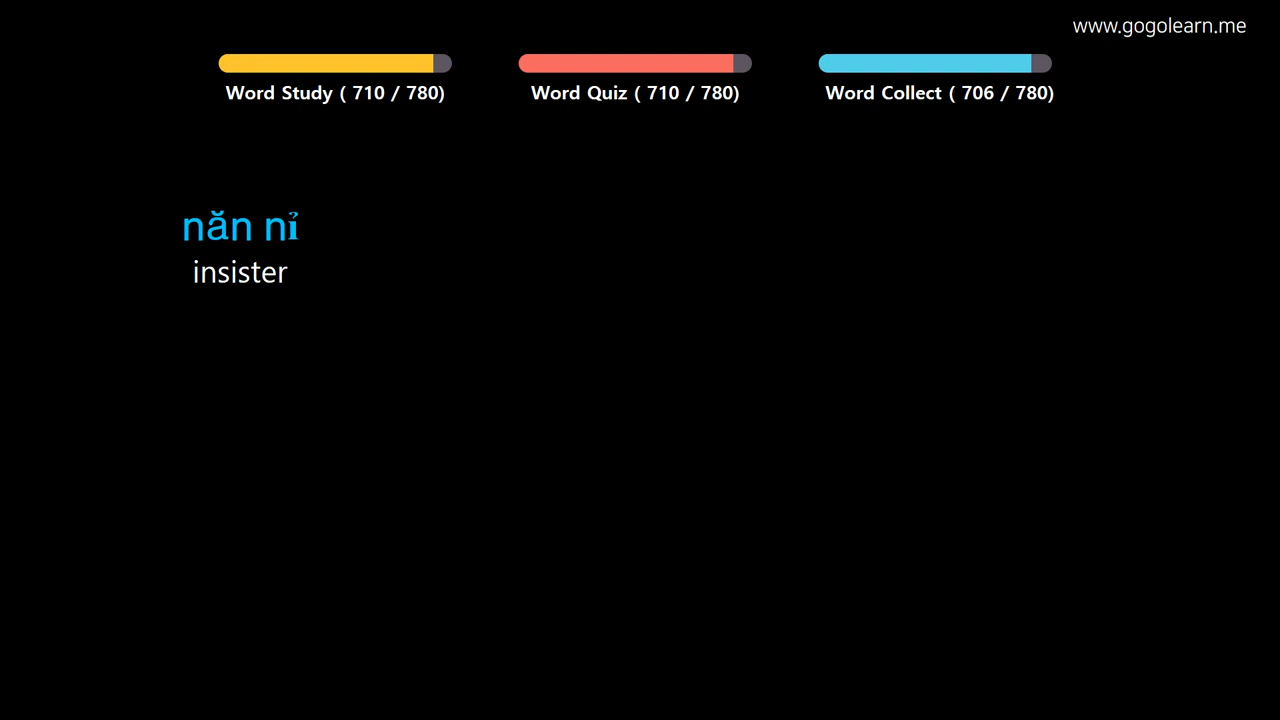 www.gogolearn.me
Word Study ( 710 / 780)
Word Quiz ( 710 / 780)
Word Collect ( 706 / 780)
năn nỉ
insister